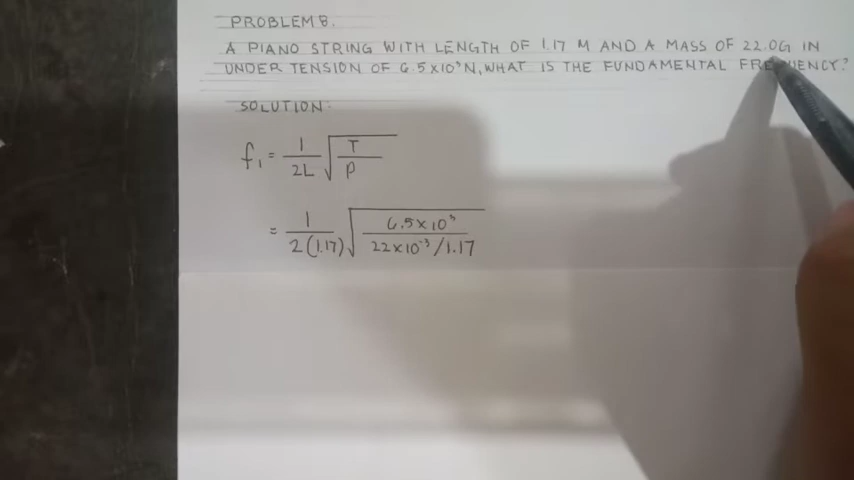 PROBLEM 8.
A PIANO STRING WITH LENGTH OF 1.17 M AND A MASS OF 22.0G IN
UNDER TENSION OF 6.5X10³N, WHAT IS THE FUNDAMENTAL FREQUENCY?
SOLUTION:
f₁ = 1/2L √T/ρ
= 1/2(1.17) √6.5X10³/22X10⁻³/1.17